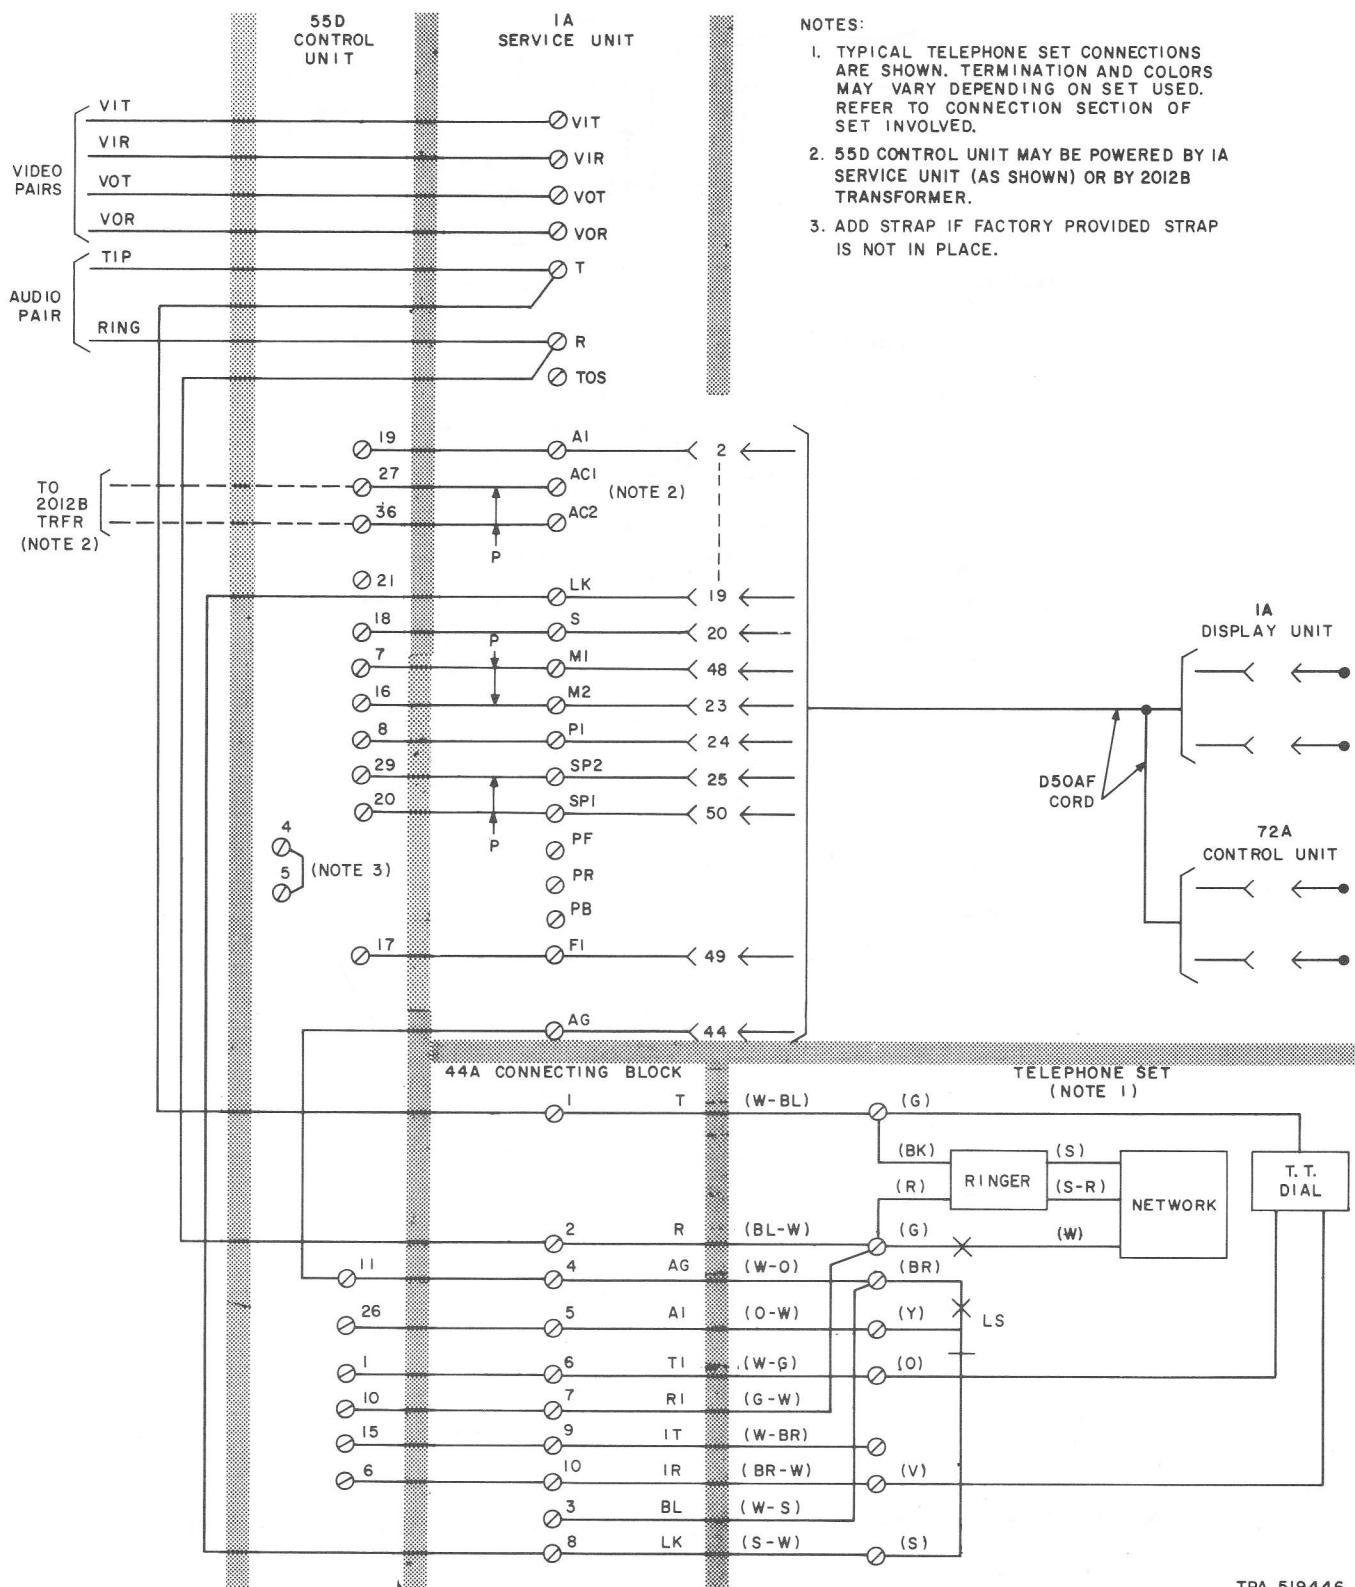 55D
CONTROL
UNIT
1A
SERVICE UNIT
NOTES:
1. TYPICAL TELEPHONE SET CONNECTIONS
ARE SHOWN. TERMINATION AND COLORS
MAY VARY DEPENDING ON SET USED.
REFER TO CONNECTION SECTION OF
SET INVOLVED.
2. 55D CONTROL UNIT MAY BE POWERED BY 1A
SERVICE UNIT (AS SHOWN) OR BY 2012B
TRANSFORMER.
3. ADD STRAP IF FACTORY PROVIDED STRAP
IS NOT IN PLACE.
VIDEO
PAIRS
VIT VIT
VIR VIR
VOT VOT
VOR VOR
AUDIO
PAIR
TIP T
RING R
TOS
19 A1 2
TO
2012B
TRFR
(NOTE 2)
27 AC1 (NOTE 2)
36 AC2
P
21 LK 19
18 P S 20
7 M1 48
16 M2 23
8 P1 24
29 SP2 25
20 SP1 50
P
4
5 (NOTE 3)
PF
PR
PB
17 F1 49
AG 44
1A
DISPLAY UNIT
D50AF
CORD
72A
CONTROL UNIT
44A CONNECTING BLOCK
TELEPHONE SET
(NOTE 1)
1 T (W-BL) (G)
(BK) RINGER (S) NETWORK
(R) (S-R)
T.T.
DIAL
2 R (BL-W) (G) (W)
11 4 AG (W-O) (BR)
26 5 A1 (O-W) (Y) LS
1 6 T1 (W-G) (O)
10 7 R1 (G-W)
15 9 IT (W-BR)
6 10 IR (BR-W) (V)
3 BL (W-S)
8 LK (S-W) (S)
TPA 519446